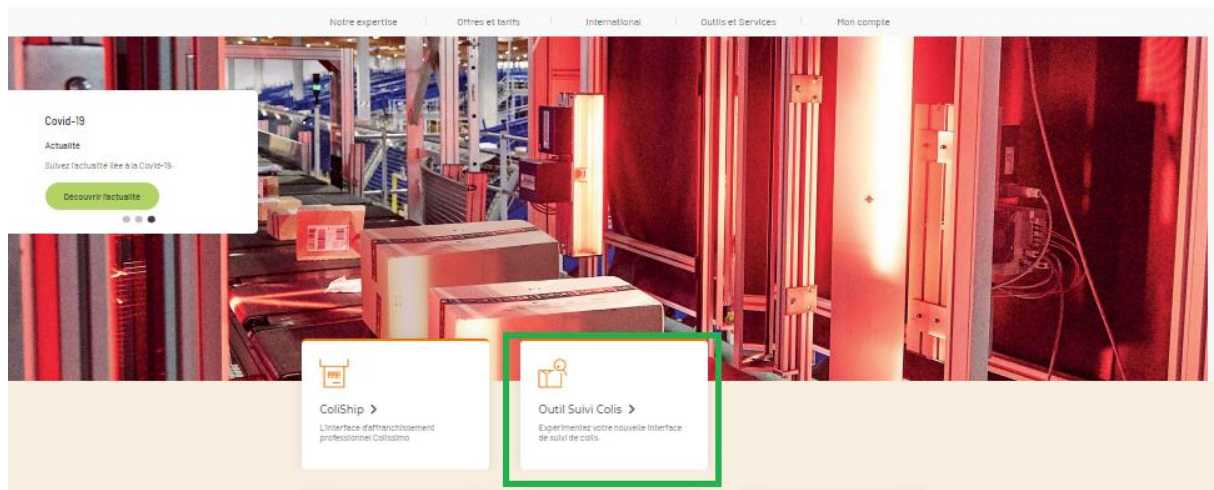 Notre expertise
Offres et tarifs
International
Outils et Services
Mon compte
Covid-19
Actualité
Suivez l'actualité liée à la Covid-19.
Découvrir l'actualité
ColiShip >
L'interface d'affranchissement
professionnel Colissimo
Outil Suivi Colis >
Expérimentez votre nouvelle interface
de suivi de colis.